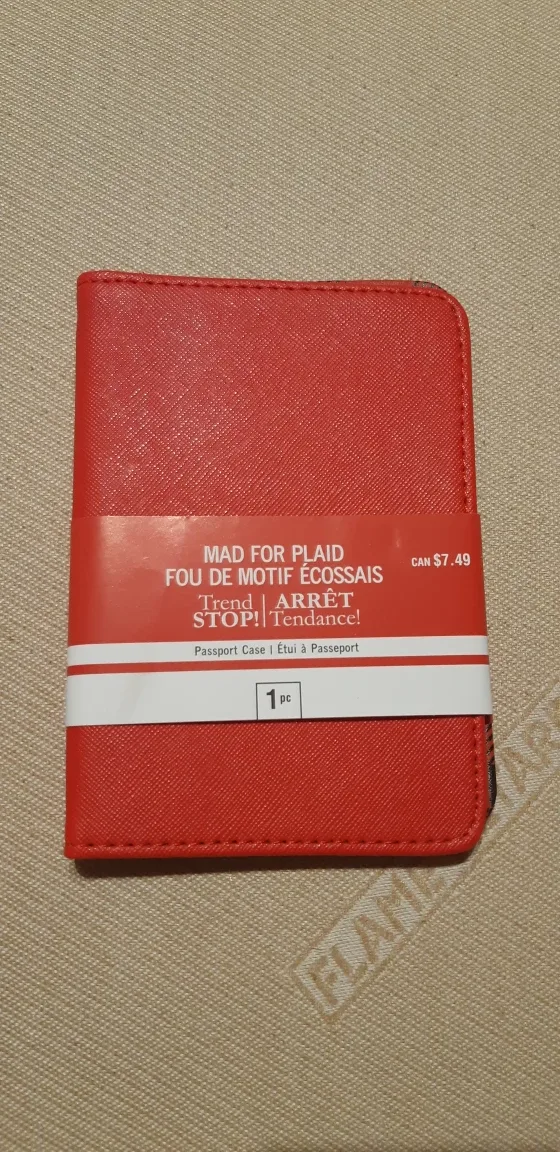 MAD FOR PLAID
FOU DE MOTIF ÉCOSSAIS
CAN $7.49
Trend STOP!
ARRÊT Tendance!
Passport Case | Étui à Passeport
1 pc
FLAME